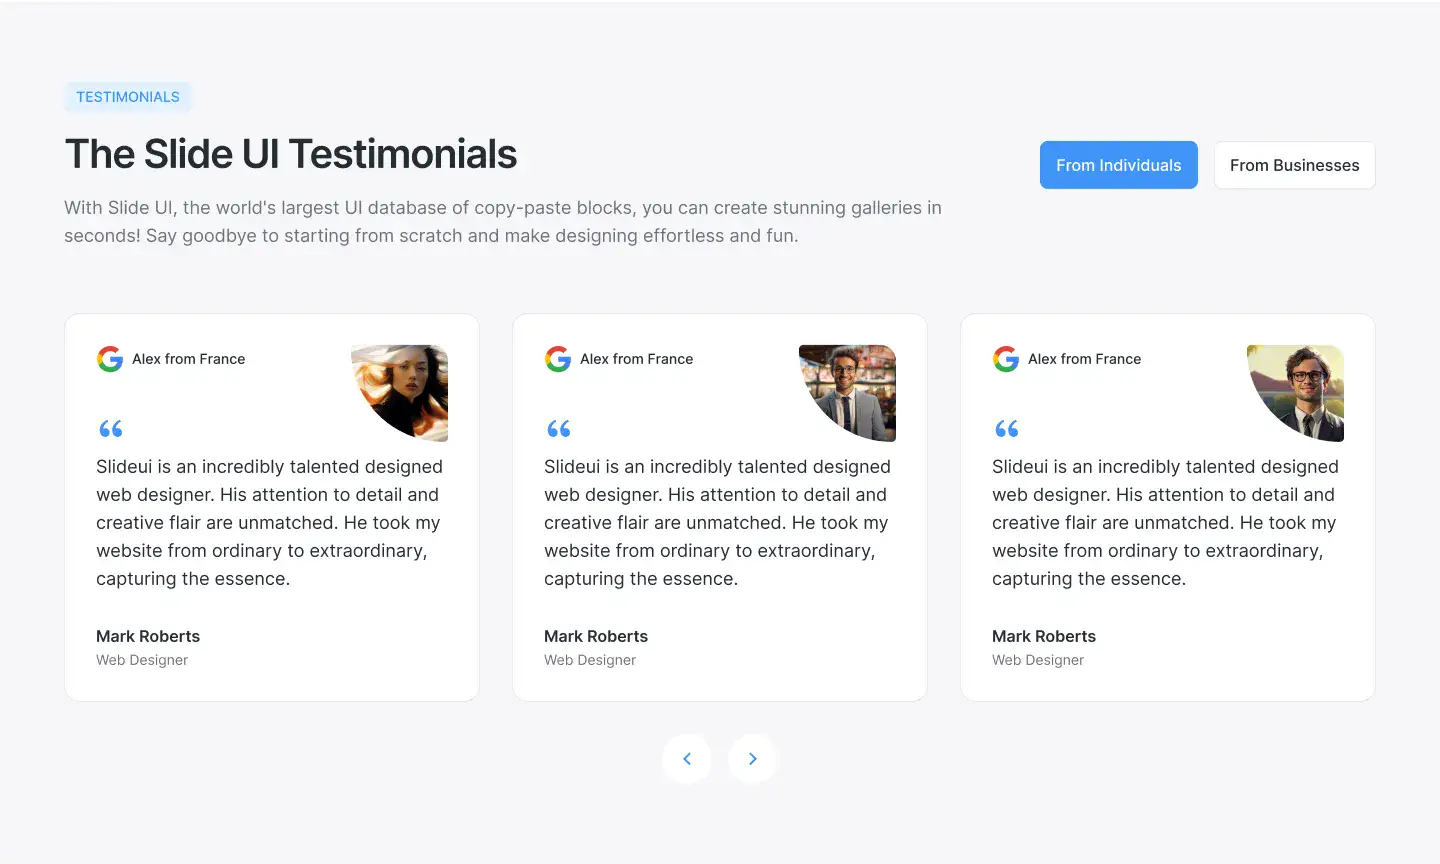 TESTIMONIALS
The Slide UI Testimonials
With Slide UI, the world's largest UI database of copy-paste blocks, you can create stunning galleries in
seconds! Say goodbye to starting from scratch and make designing effortless and fun.
From Individuals
From Businesses
Alex from France
“
Slideui is an incredibly talented designed
web designer. His attention to detail and
creative flair are unmatched. He took my
website from ordinary to extraordinary,
capturing the essence.
Mark Roberts
Web Designer
Alex from France
“
Slideui is an incredibly talented designed
web designer. His attention to detail and
creative flair are unmatched. He took my
website from ordinary to extraordinary,
capturing the essence.
Mark Roberts
Web Designer
Alex from France
“
Slideui is an incredibly talented designed
web designer. His attention to detail and
creative flair are unmatched. He took my
website from ordinary to extraordinary,
capturing the essence.
Mark Roberts
Web Designer